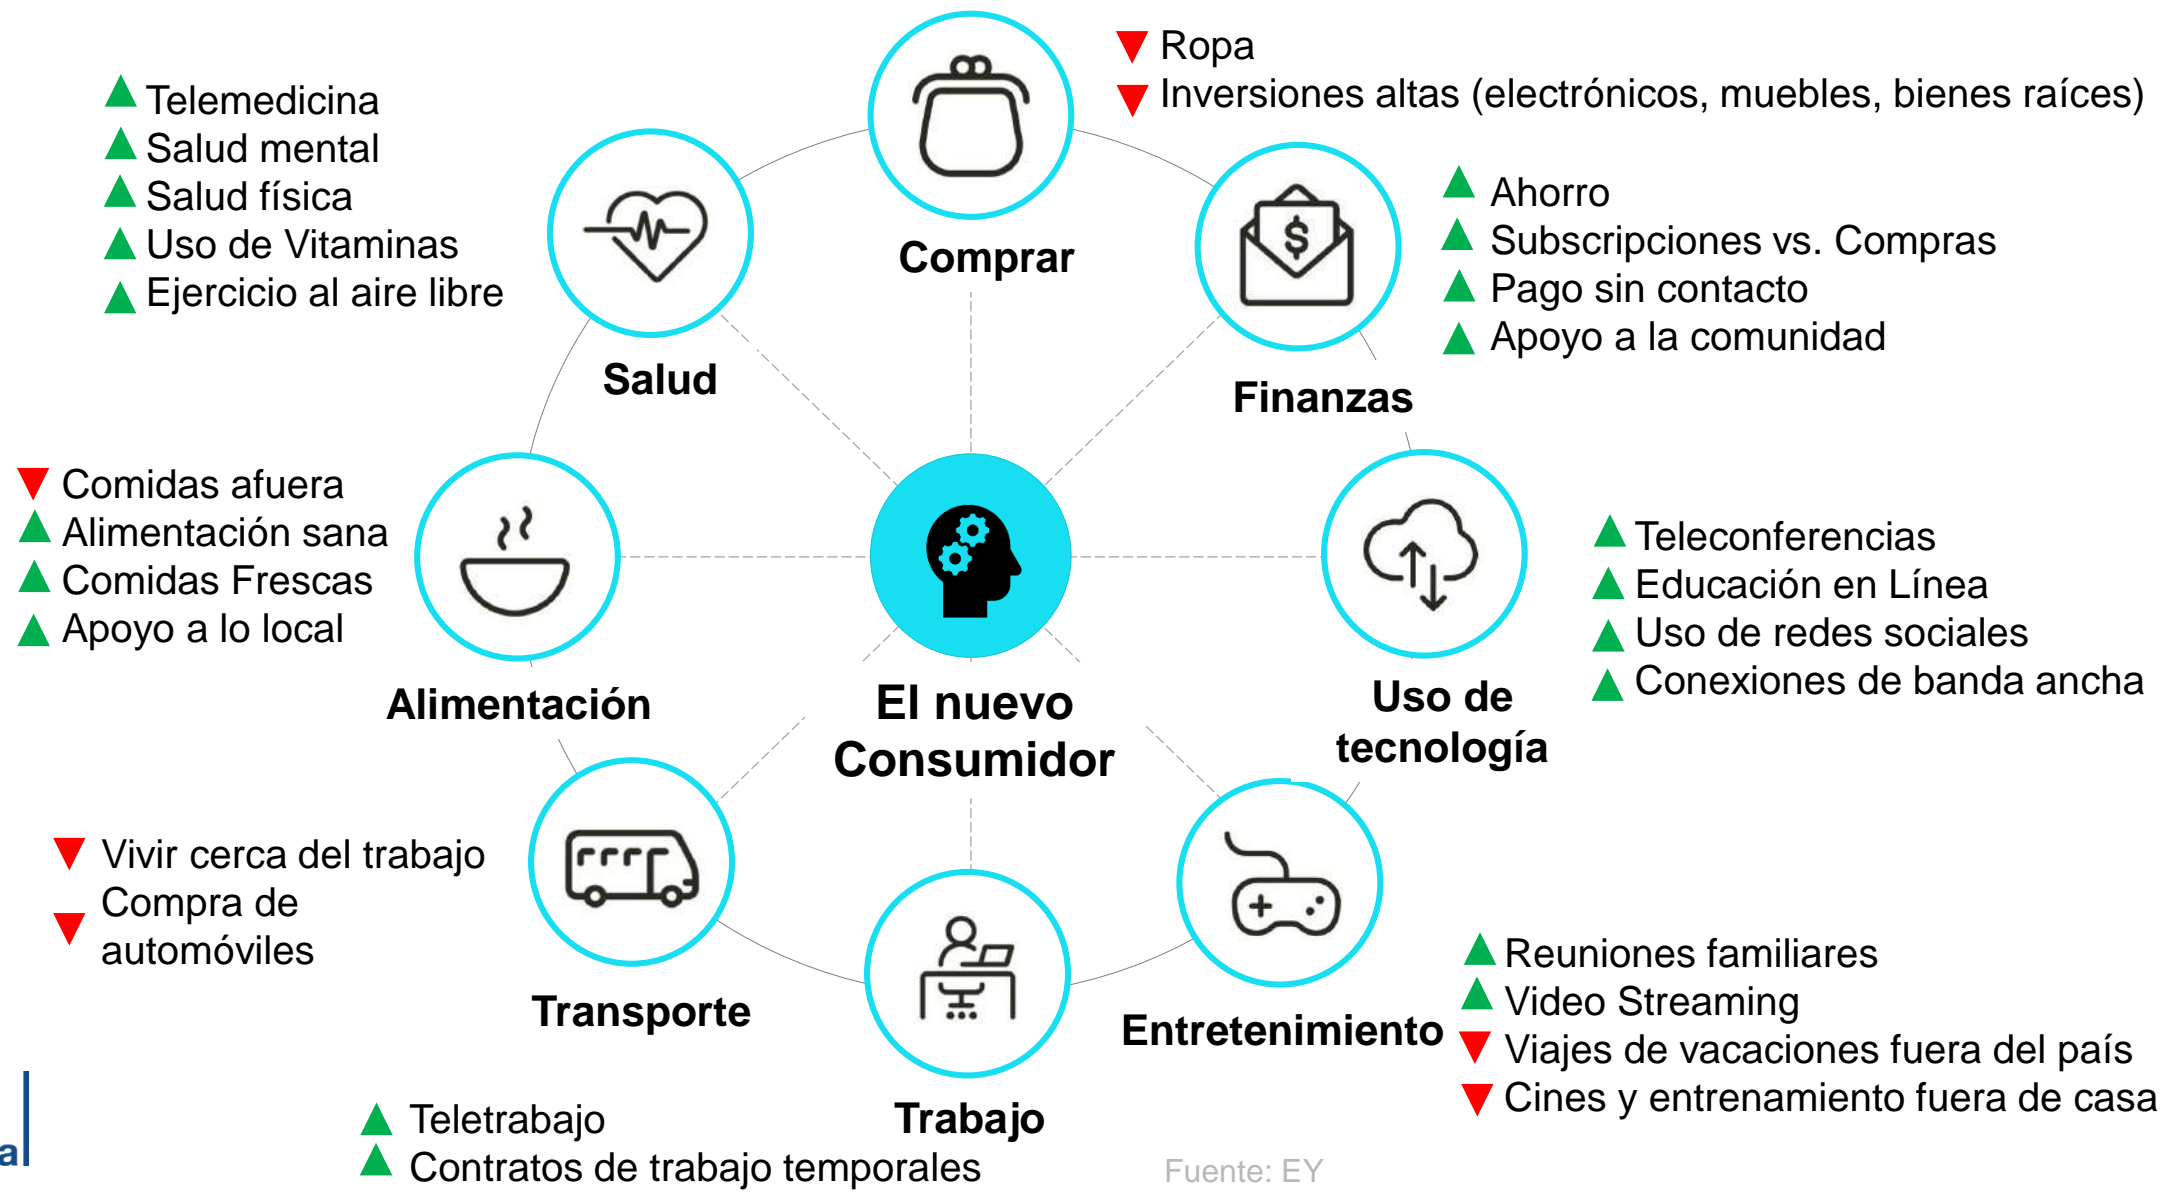 Ropa
Inversiones altas (electrónicos, muebles, bienes raíces)
Comprar
Telemedicina
Salud mental
Salud física
Uso de Vitaminas
Ejercicio al aire libre
Salud
$
Ahorro
Subscripciones vs. Compras
Pago sin contacto
Apoyo a la comunidad
Finanzas
Comidas afuera
Alimentación sana
Comidas Frescas
Apoyo a lo local
Alimentación
El nuevo
Consumidor
Teleconferencias
Educación en Línea
Uso de redes sociales
Conexiones de banda ancha
Uso de
tecnología
Vivir cerca del trabajo
Compra de
automóviles
Transporte
Reuniones familiares
Video Streaming
Viajes de vacaciones fuera del país
Cines y entrenamiento fuera de casa
Entretenimiento
Teletrabajo
Contratos de trabajo temporales
Trabajo
Fuente: EY
a